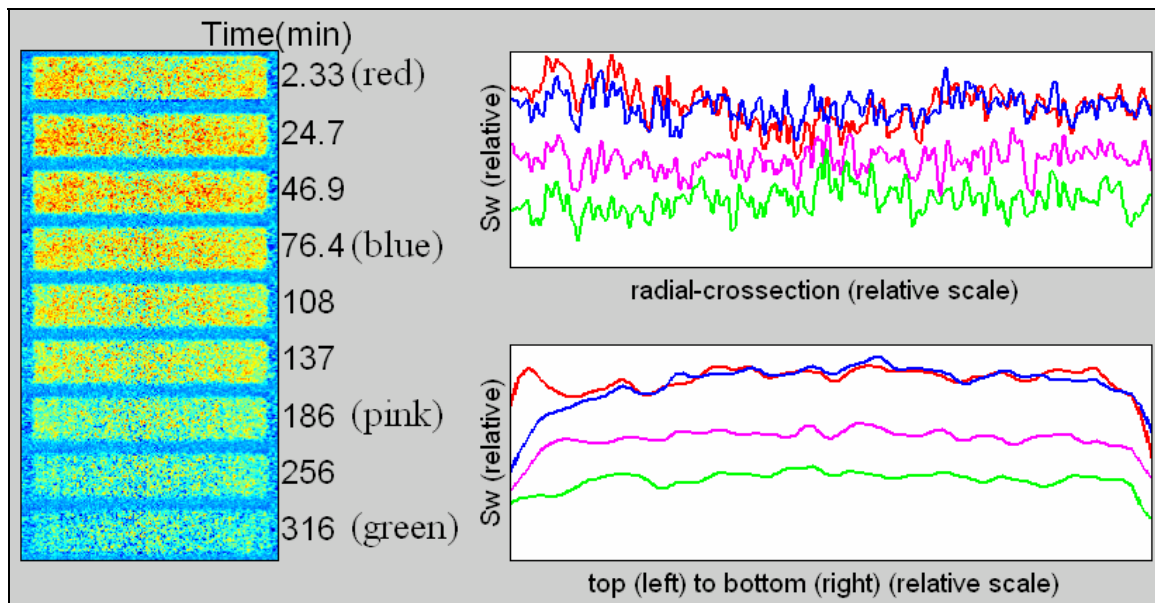 Time(min)
2.33 (red)
24.7
46.9
76.4 (blue)
108
137
186 (pink)
256
316 (green)
Sw (relative)
radial-crossection (relative scale)
Sw (relative)
top (left) to bottom (right) (relative scale)